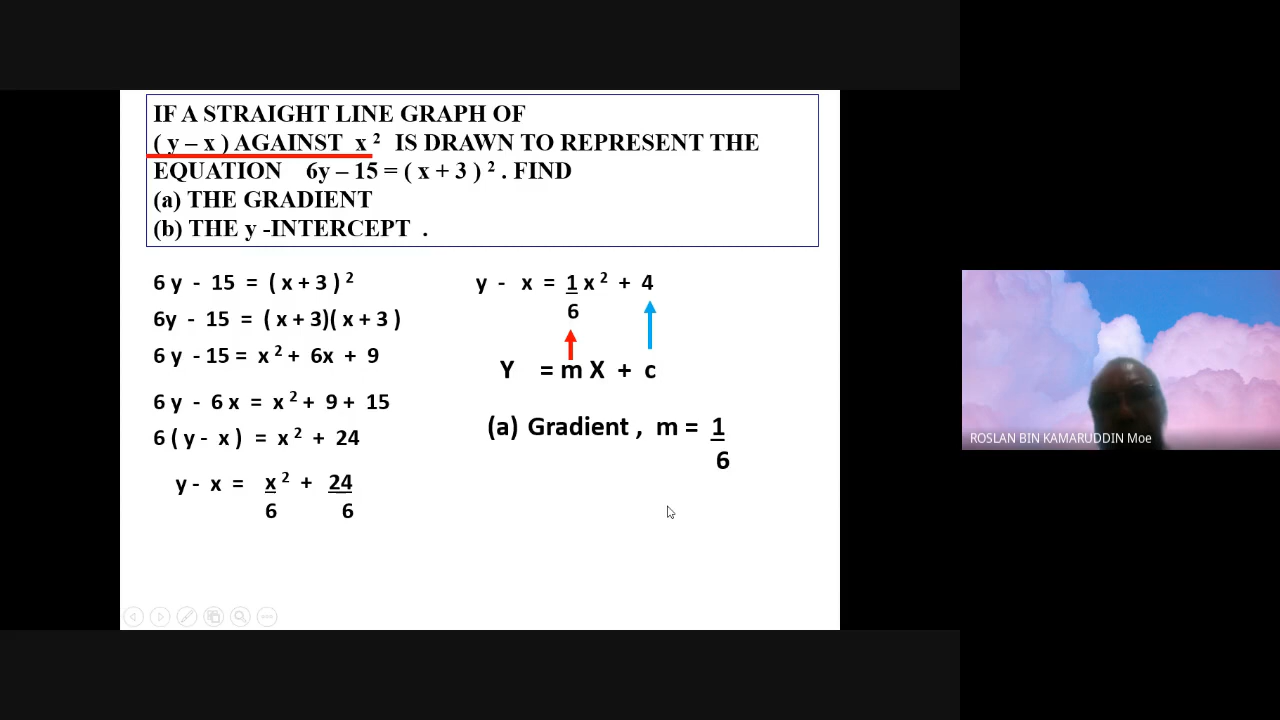 IF A STRAIGHT LINE GRAPH OF
( y – x ) AGAINST x ² IS DRAWN TO REPRESENT THE
EQUATION 6y – 15 = ( x + 3 ) ² . FIND
(a) THE GRADIENT
(b) THE y -INTERCEPT .
6 y - 15 = ( x + 3 ) ²
6y - 15 = ( x + 3)( x + 3 )
6 y - 15 = x ² + 6x + 9
6 y - 6 x = x ² + 9 + 15
6 ( y - x ) = x ² + 24
y - x = x ² + 24
6 6
y - x = 1 x ² + 4
6
Y = m X + c
(a) Gradient , m = 1
6
ROSLAN BIN KAMARUDDIN Moe